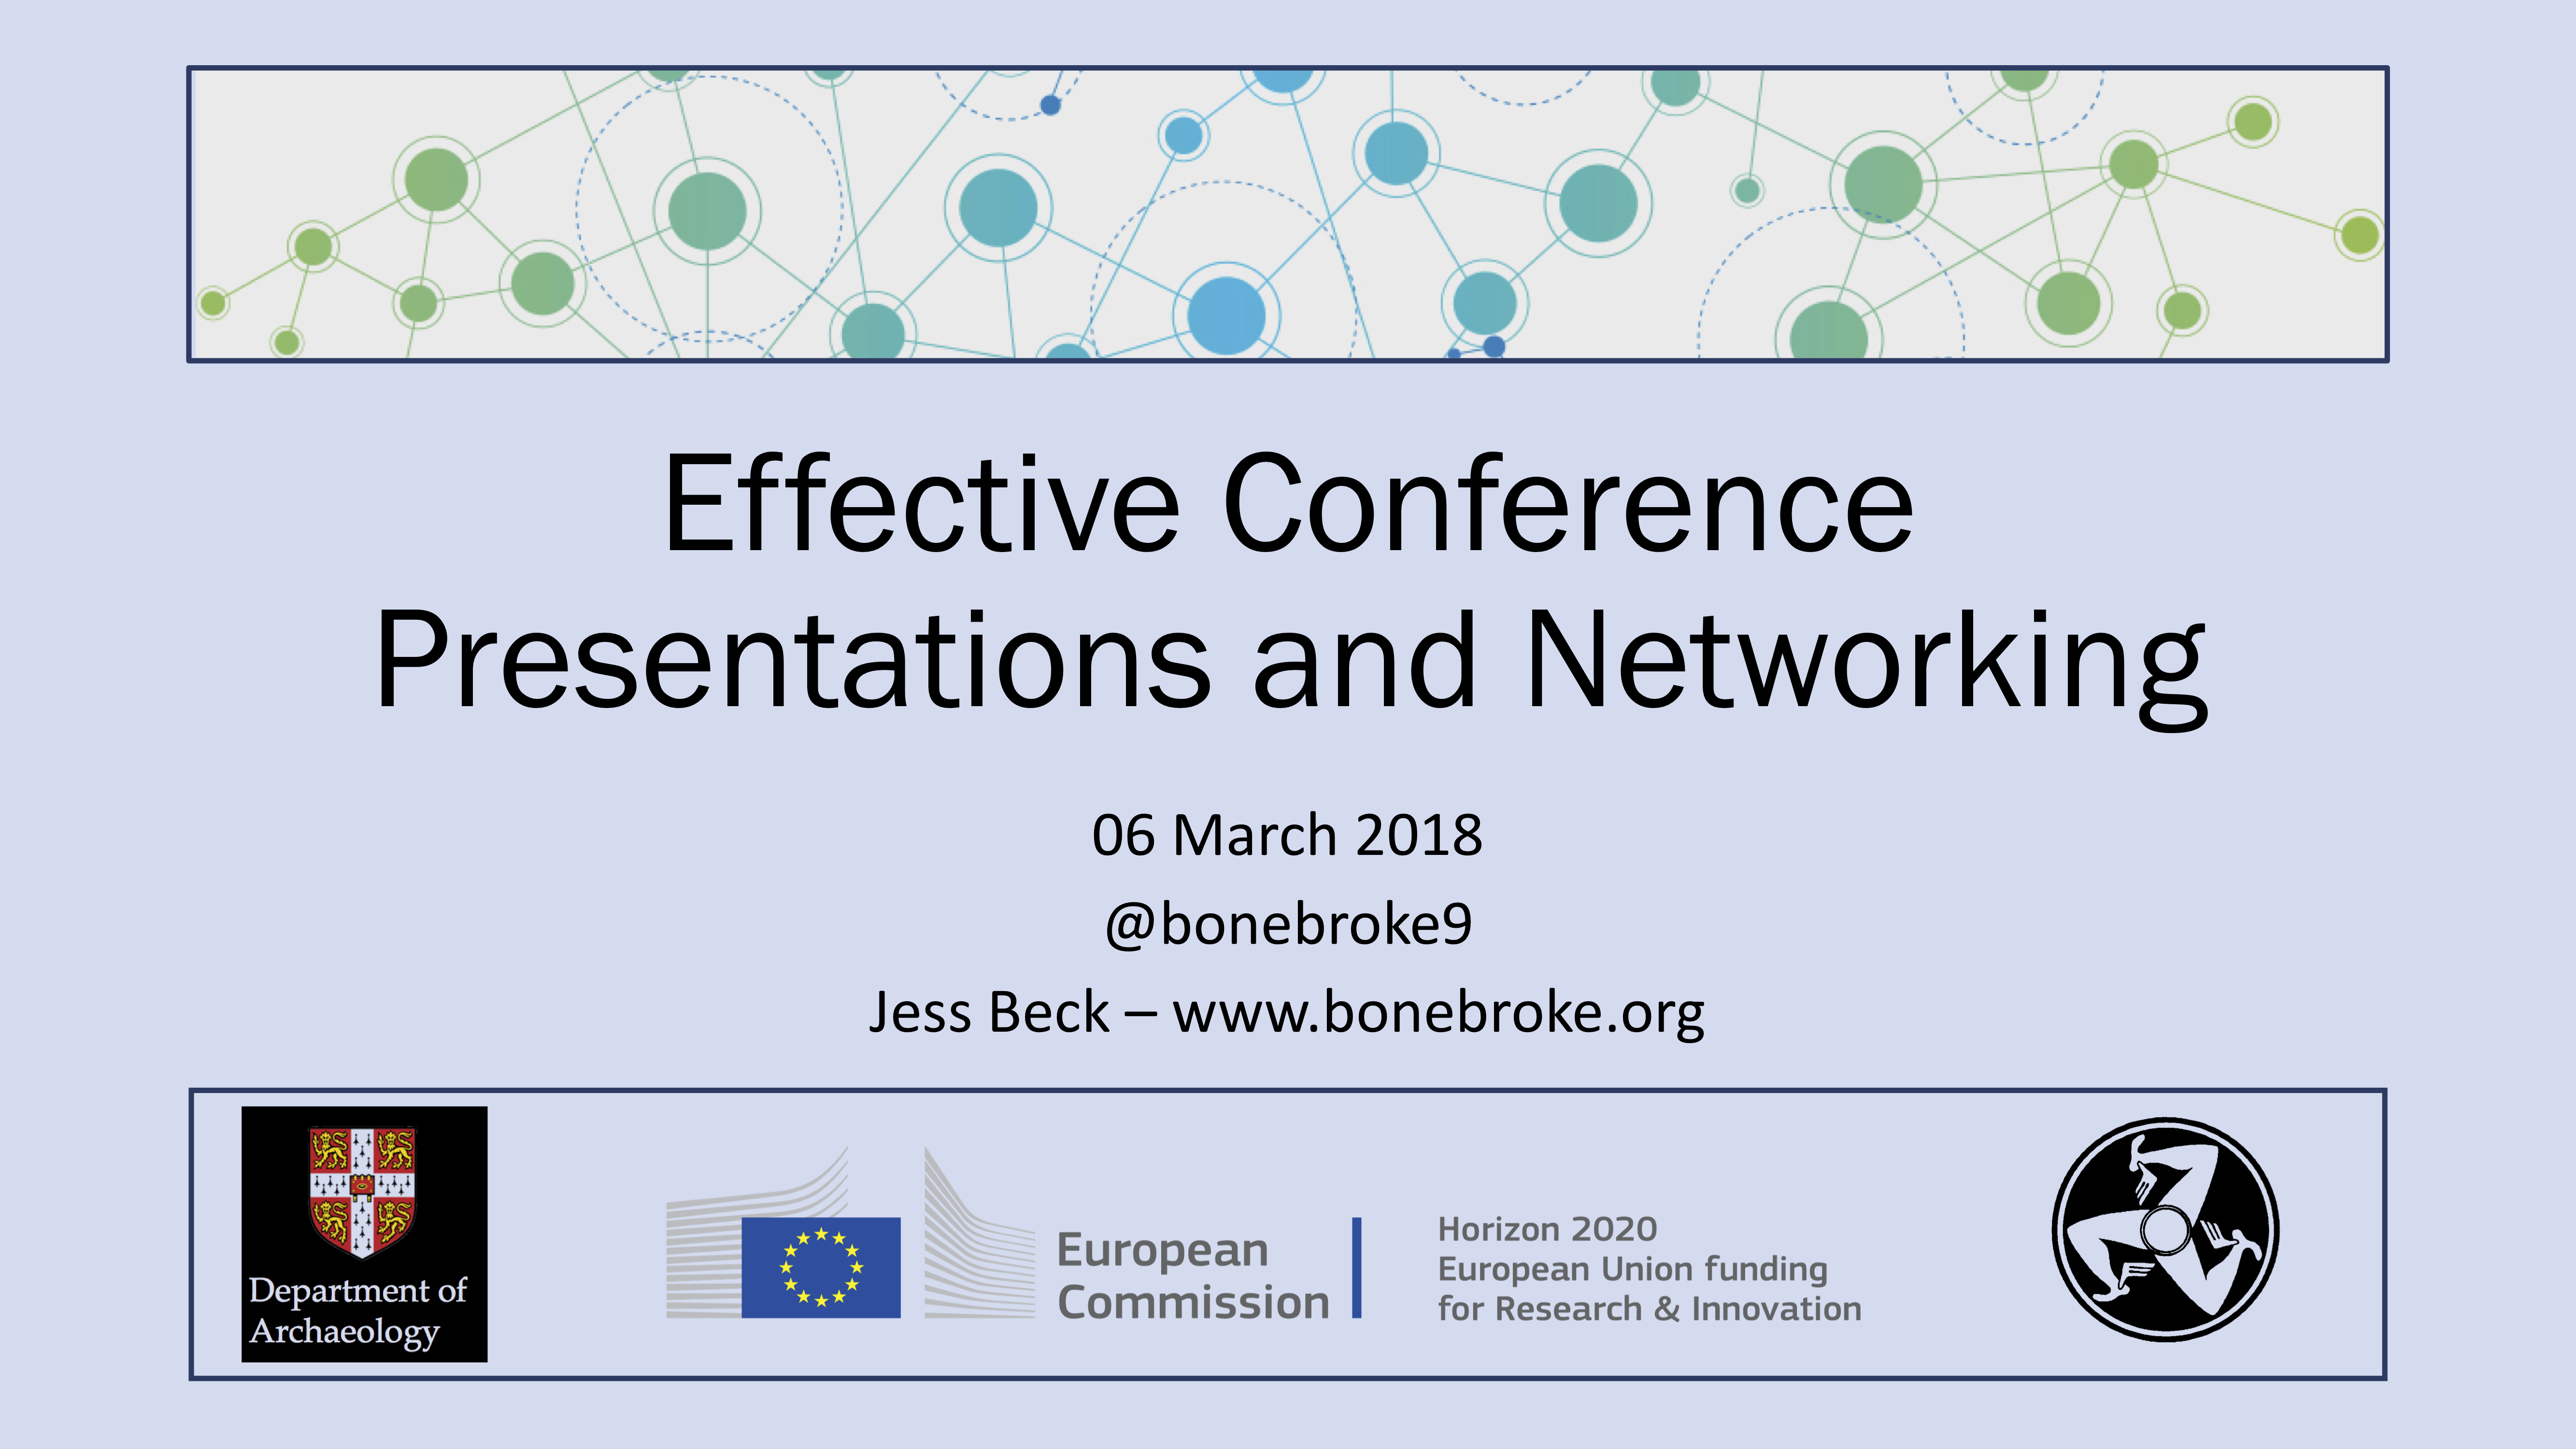 Effective Conference
Presentations and Networking
06 March 2018
@bonebroke9
Jess Beck – www.bonebroke.org
Department of
Archaeology
European
Commission
Horizon 2020
European Union funding
for Research & Innovation